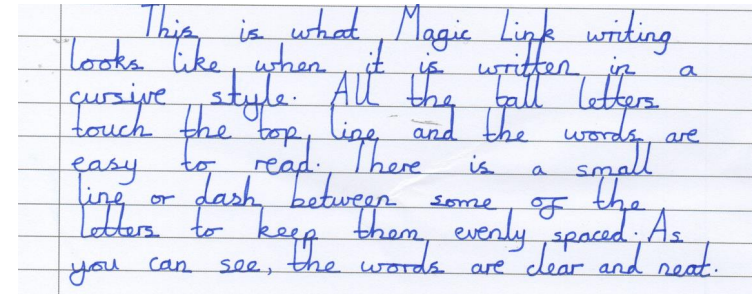 This is what Magic Link writing
looks like when it is written in a
cursive style. All the tall letters
touch the top line and the words are
easy to read. There is a small
line or dash between some of the
letters to keep them evenly spaced. As
you can see, the words are clear and neat.